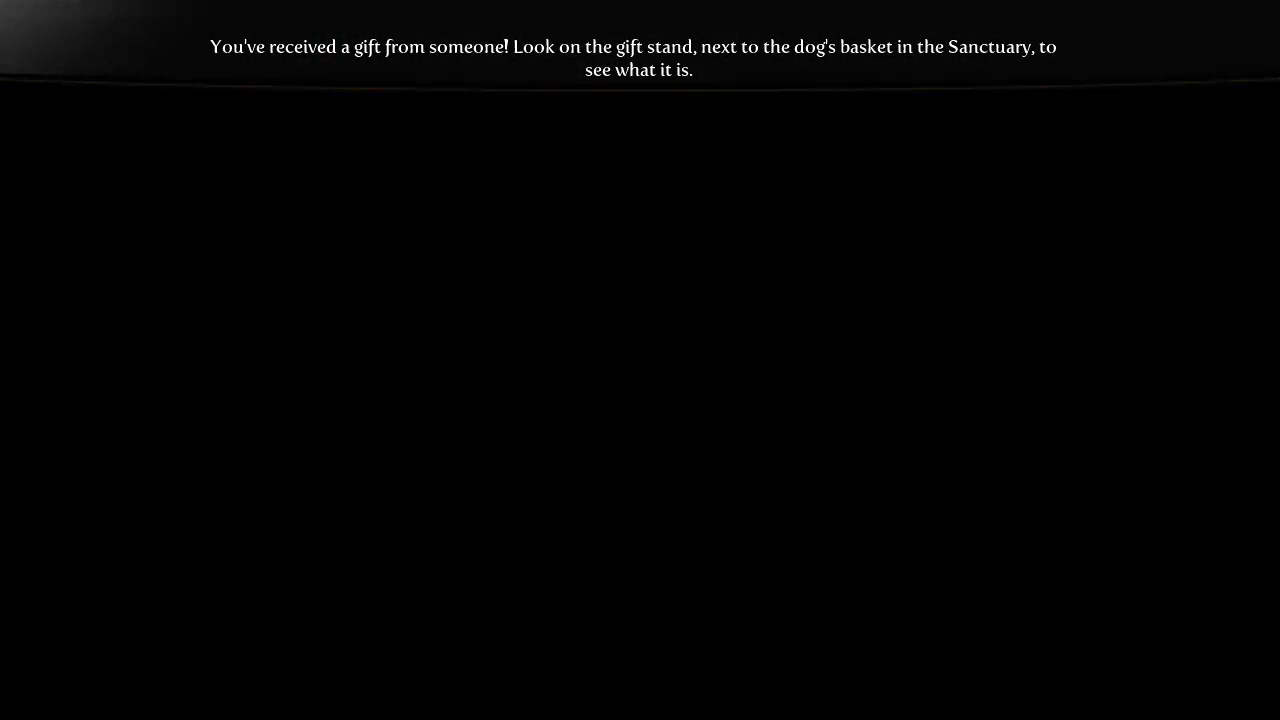 You've received a gift from someone! Look on the gift stand, next to the dog's basket in the Sanctuary, to
see what it is.